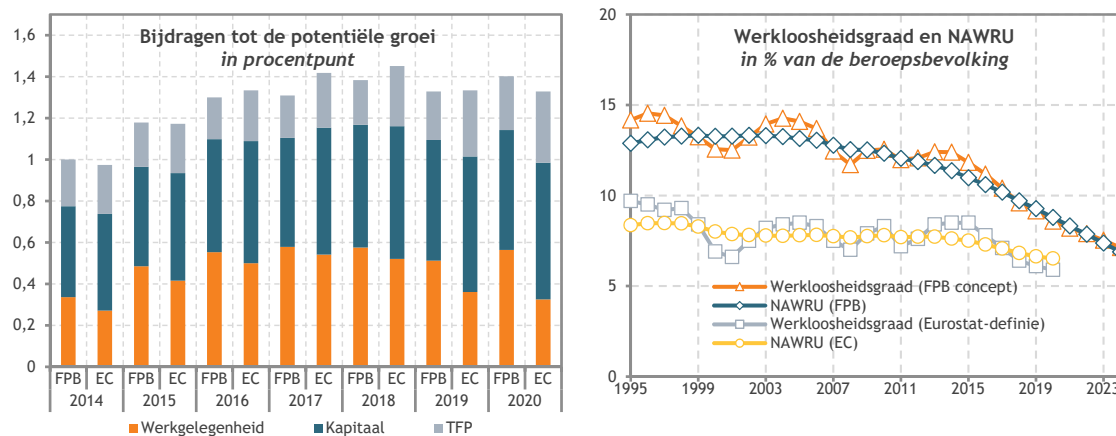 Bijdragen tot de potentiële groei
in procentpunt
1,6
1,4
1,2
1
0,8
0,6
0,4
0,2
0
FPB EC FPB EC FPB EC FPB EC FPB EC FPB EC FPB EC
2014 2015 2016 2017 2018 2019 2020
Werkgelegenheid Kapitaal TFP
Werkloosheidsgraad en NAWRU
in % van de beroepsbevolking
20
15
10
5
0
Werkloosheidsgraad (FPB concept)
NAWRU (FPB)
Werkloosheidsgraad (Eurostat-definie)
NAWRU (EC)
1995 1999 2003 2007 2011 2015 2019 2023